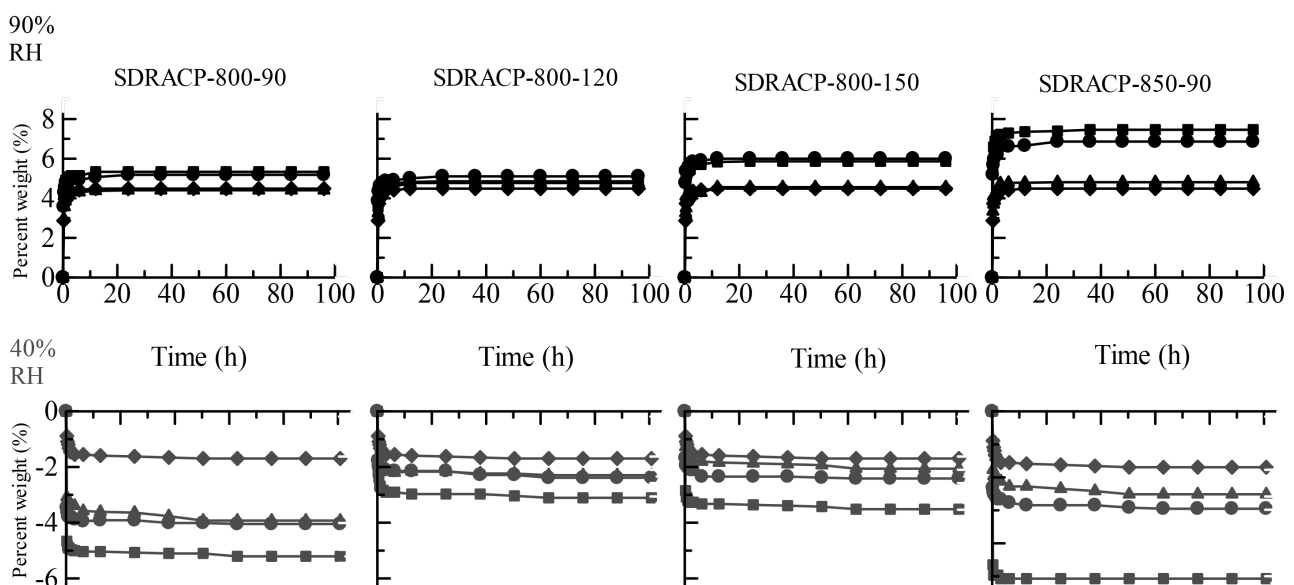 90%
RH
SDRACP-800-90
SDRACP-800-120
SDRACP-800-150
SDRACP-850-90
Percent weight (%)
8
6
4
2
0
0 20 40 60 80 100
0 20 40 60 80 100
0 20 40 60 80 100
0 20 40 60 80 100
40%
RH
Time (h)
Time (h)
Time (h)
Time (h)
Percent weight (%)
0
-2
-4
-6